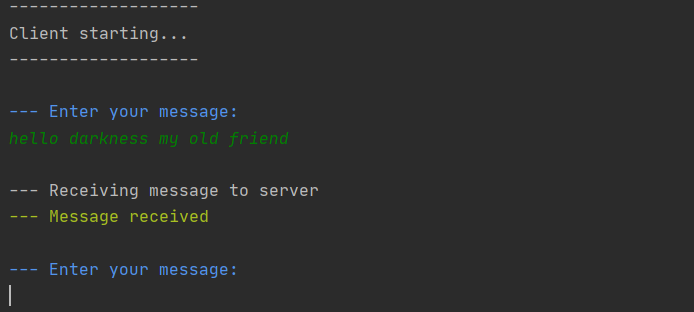 -------------------
Client starting...
-------------------
--- Enter your message:
hello darkness my old friend
--- Receiving message to server
--- Message received
--- Enter your message: